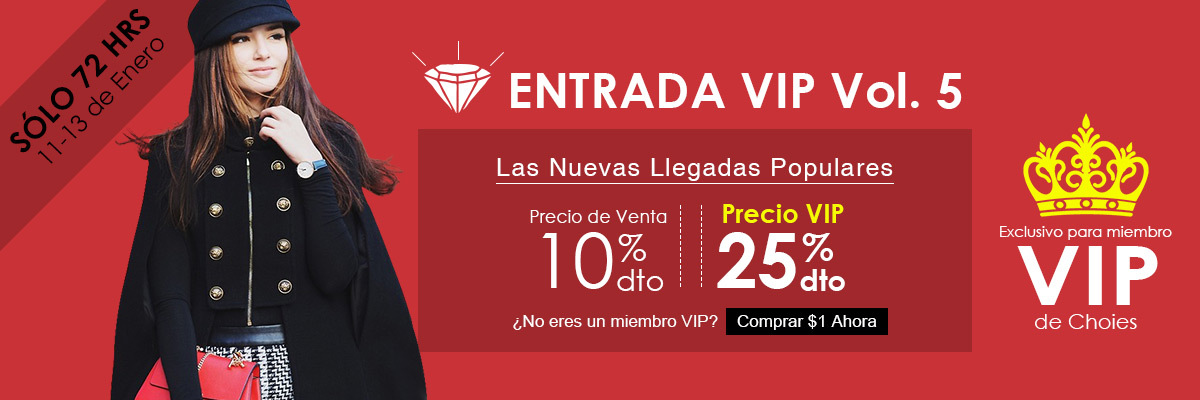 SÓLO 72 HRS
11-13 de Enero
ENTRADA VIP Vol. 5
Las Nuevas Llegadas Populares
Precio de Venta
10% dto
Precio VIP
25% dto
¿No eres un miembro VIP? Comprar $1 Ahora
Exclusivo para miembro
VIP
de Choies